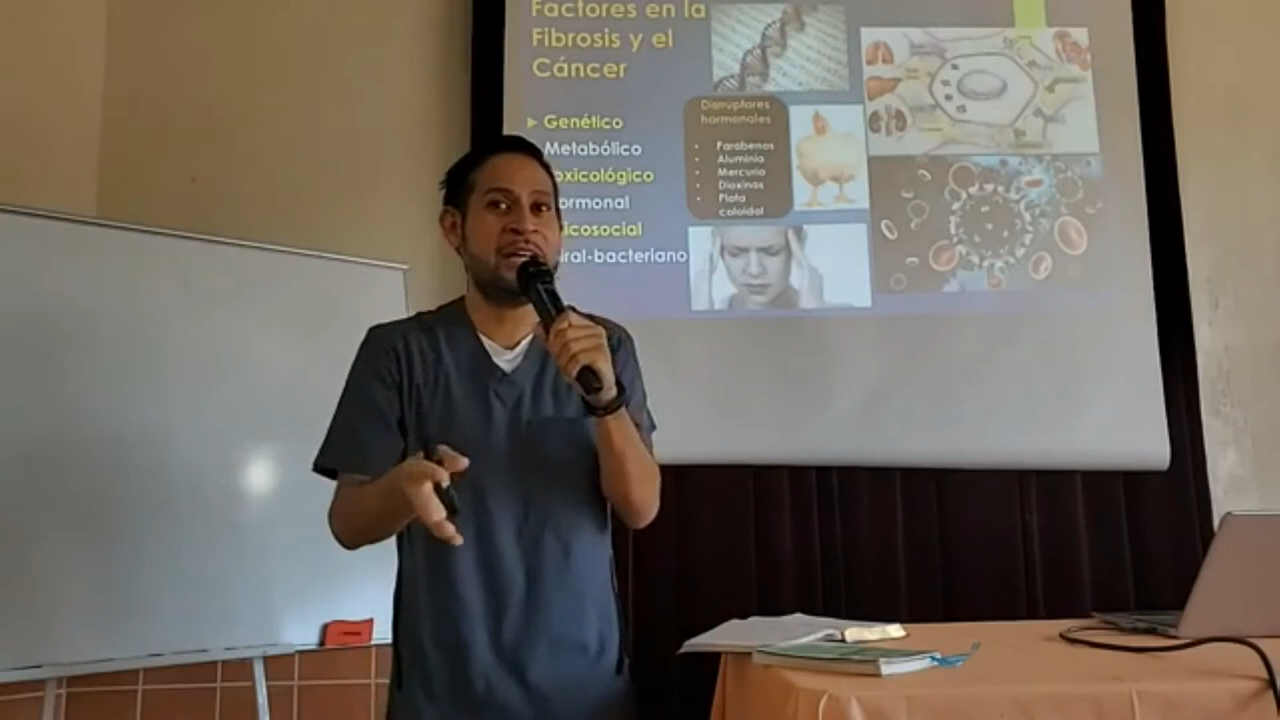 Factores en la
Fibrosis y el
Cáncer
Genético
Metabólico
oxicológico
ormonal
icosocial
iral-bacteriano
Disruptores
hormonales
• Parabenos
• Aluminio
• Mercurio
• Dioxinas
• Plata
coloidal